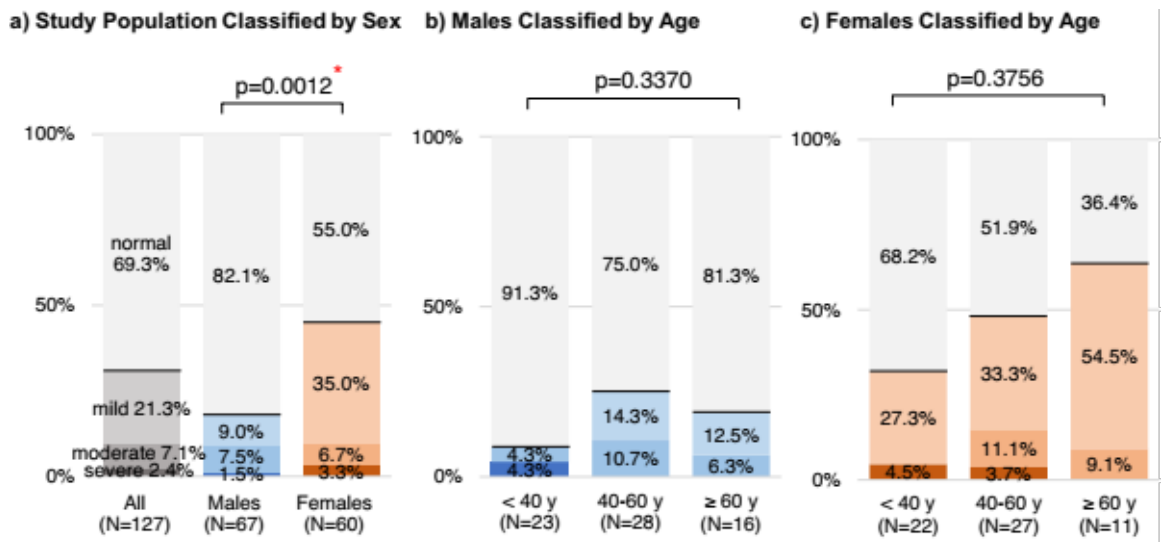 a) Study Population Classified by Sex
p=0.0012*
100%
50%
0%
normal
69.3%
mild 21.3%
moderate 7.1%
severe 2.4%
82.1%
9.0%
7.5%
1.5%
55.0%
35.0%
6.7%
3.3%
All
(N=127)
Males
(N=67)
Females
(N=60)
b) Males Classified by Age
p=0.3370
100%
50%
0%
91.3%
4.3%
4.3%
75.0%
14.3%
10.7%
81.3%
12.5%
6.3%
< 40 y
(N=23)
40-60 y
(N=28)
≥ 60 y
(N=16)
c) Females Classified by Age
p=0.3756
100%
50%
0%
68.2%
27.3%
4.5%
51.9%
33.3%
11.1%
3.7%
36.4%
54.5%
9.1%
< 40 y
(N=22)
40-60 y
(N=27)
≥ 60 y
(N=11)